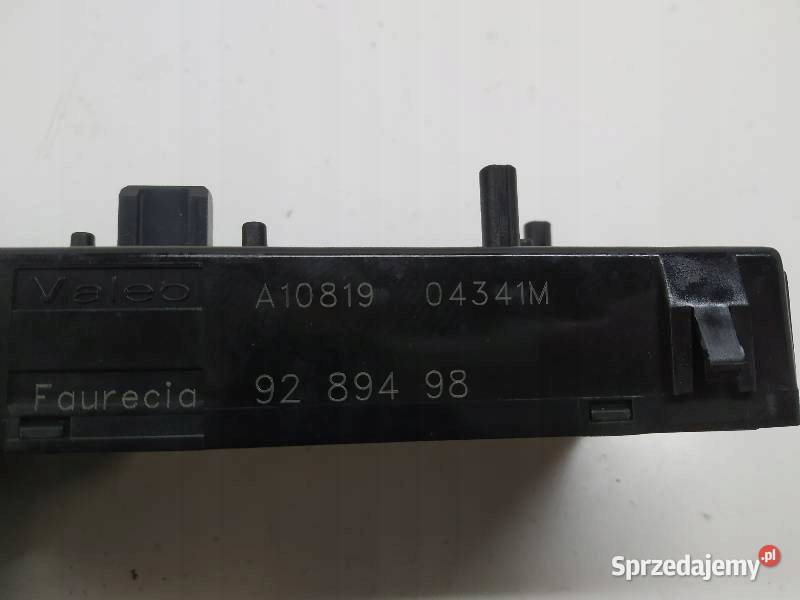 Valeo A10819 04341M
Faurecia 92 894 98
Sprzedajemy.pl